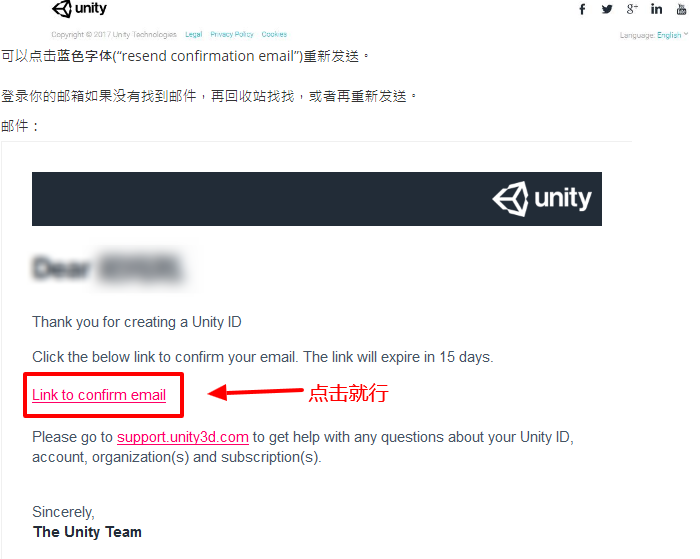 unity
Copyright © 2017 Unity Technologies Legal Privacy Policy Cookies
Language: English
可以点击蓝色字体(“resend confirmation email”)重新发送。
登录你的邮箱如果没有找到邮件，再回收站找找，或者再重新发送。
邮件：
unity
Dear
Thank you for creating a Unity ID
Click the below link to confirm your email. The link will expire in 15 days.
Link to confirm email
点击就行
Please go to support.unity3d.com to get help with any questions about your Unity ID,
account, organization(s) and subscription(s).
Sincerely,
The Unity Team